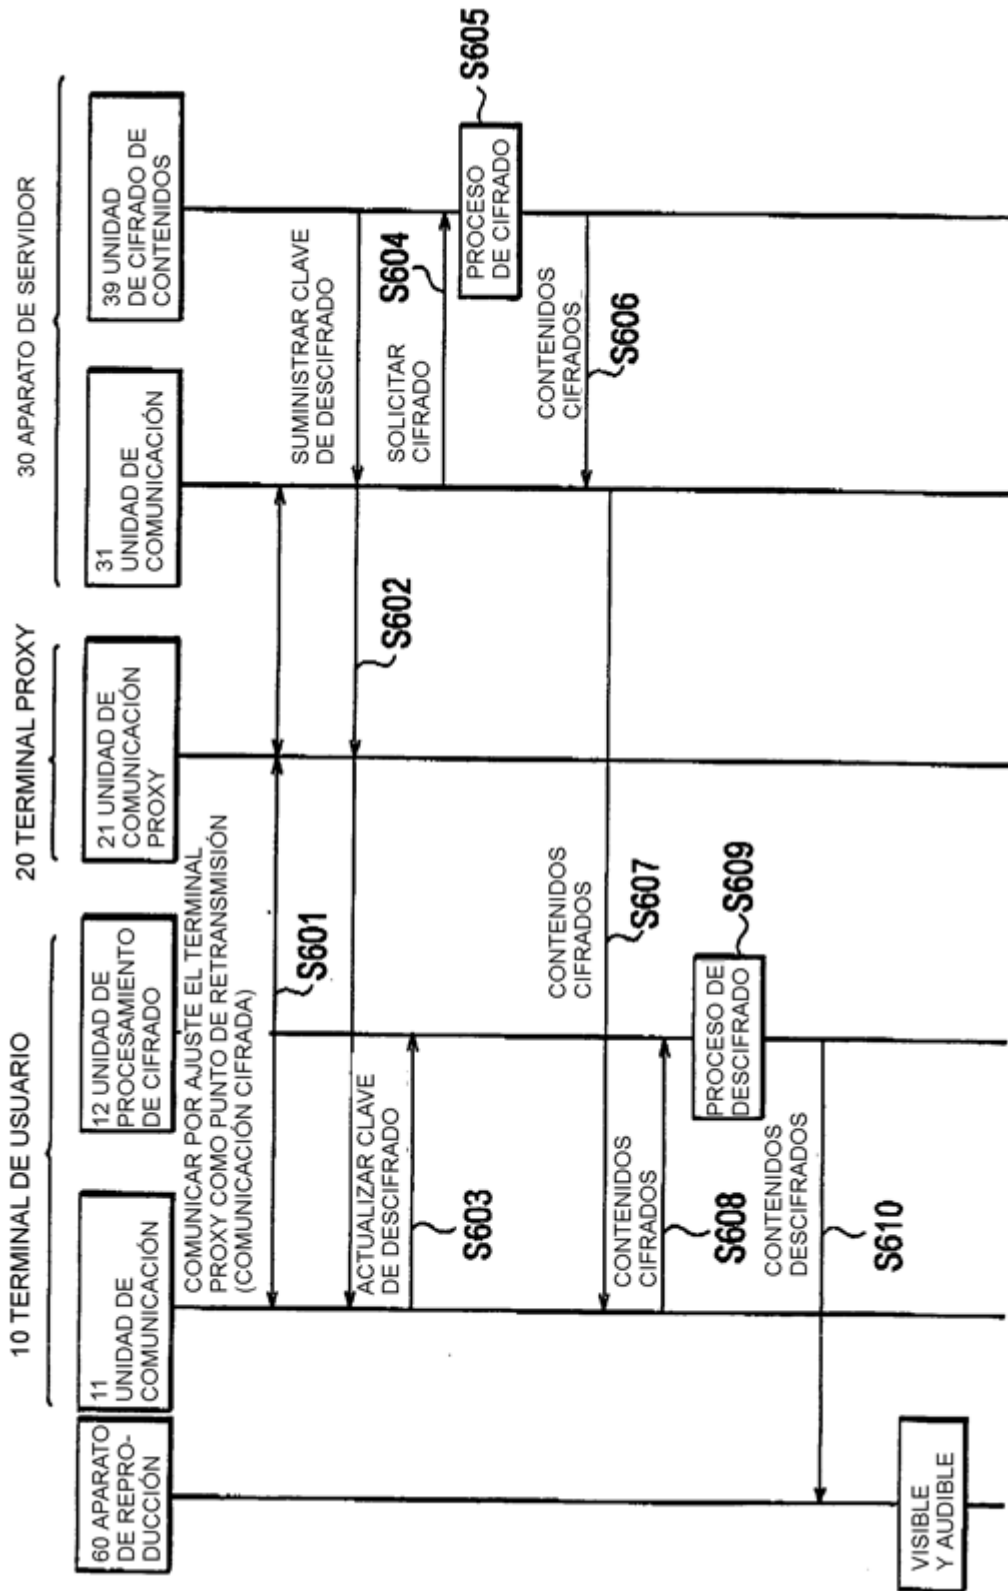 10 TERMINAL DE USUARIO
20 TERMINAL PROXY
30 APARATO DE SERVIDOR
60 APARATO
DE REPRO-
DUCCIÓN
11
UNIDAD DE
COMUNICACIÓN
12 UNIDAD DE
PROCESAMIENTO
DE CIFRADO
21 UNIDAD DE
COMUNICACIÓN
PROXY
31
UNIDAD DE
COMUNICACIÓN
39 UNIDAD
DE CIFRADO DE
CONTENIDOS
COMUNICAR POR AJUSTE EL TERMINAL
PROXY COMO PUNTO DE RETRANSMISIÓN
(COMUNICACIÓN CIFRADA)
S601
SUMINISTRAR CLAVE
DE DESCIFRADO
S602
ACTUALIZAR CLAVE
DE DESCIFRADO
S603
SOLICITAR
CIFRADO
S604
PROCESO
DE CIFRADO
S605
CONTENIDOS
CIFRADOS
S606
CONTENIDOS
CIFRADOS
S607
CONTENIDOS
CIFRADOS
S608
PROCESO DE
DESCIFRADO
S609
CONTENIDOS
DESCIFRADOS
S610
VISIBLE
Y AUDIBLE